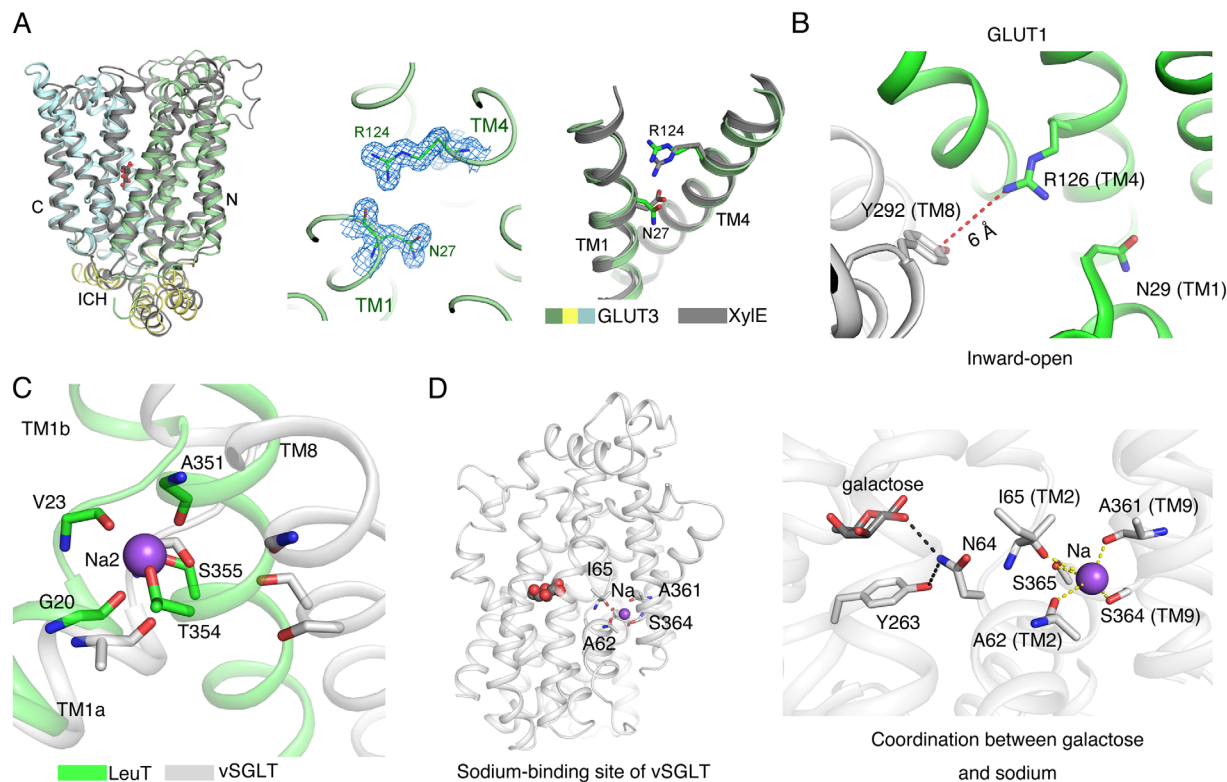 A
C
N
ICH
R124
TM4
N27
TM1
R124
N27
TM1
TM4
GLUT3
XylE
B
GLUT1
R126 (TM4)
Y292 (TM8)
6 Å
N29 (TM1)
Inward-open
C
TM1b
TM8
A351
V23
Na2
S355
G20
T354
TM1a
LeuT
vSGLT
D
I65
Na
A361
S364
A62
Sodium-binding site of vSGLT
galactose
I65 (TM2)
A361 (TM9)
N64
Na
S365
Y263
S364 (TM9)
A62 (TM2)
Coordination between galactose
and sodium